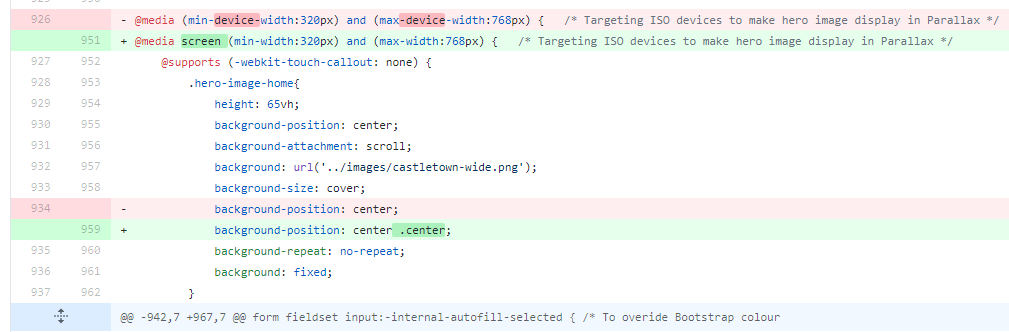 926 - @media (min-device-width:320px) and (max-device-width:768px) { /* Targeting ISO devices to make hero image display in Parallax */
951 + @media screen (min-width:320px) and (max-width:768px) { /* Targeting ISO devices to make hero image display in Parallax */
927 952 @supports (-webkit-touch-callout: none) {
928 953 .hero-image-home{
929 954 height: 65vh;
930 955 background-position: center;
931 956 background-attachment: scroll;
932 957 background: url('../images/castletown-wide.png');
933 958 background-size: cover;
934 - background-position: center;
959 + background-position: center .center;
935 960 background-repeat: no-repeat;
936 961 background: fixed;
937 962 }
@@ -942,7 +967,7 @@ form fieldset input:-internal-autofill-selected { /* To overide Bootstrap colour